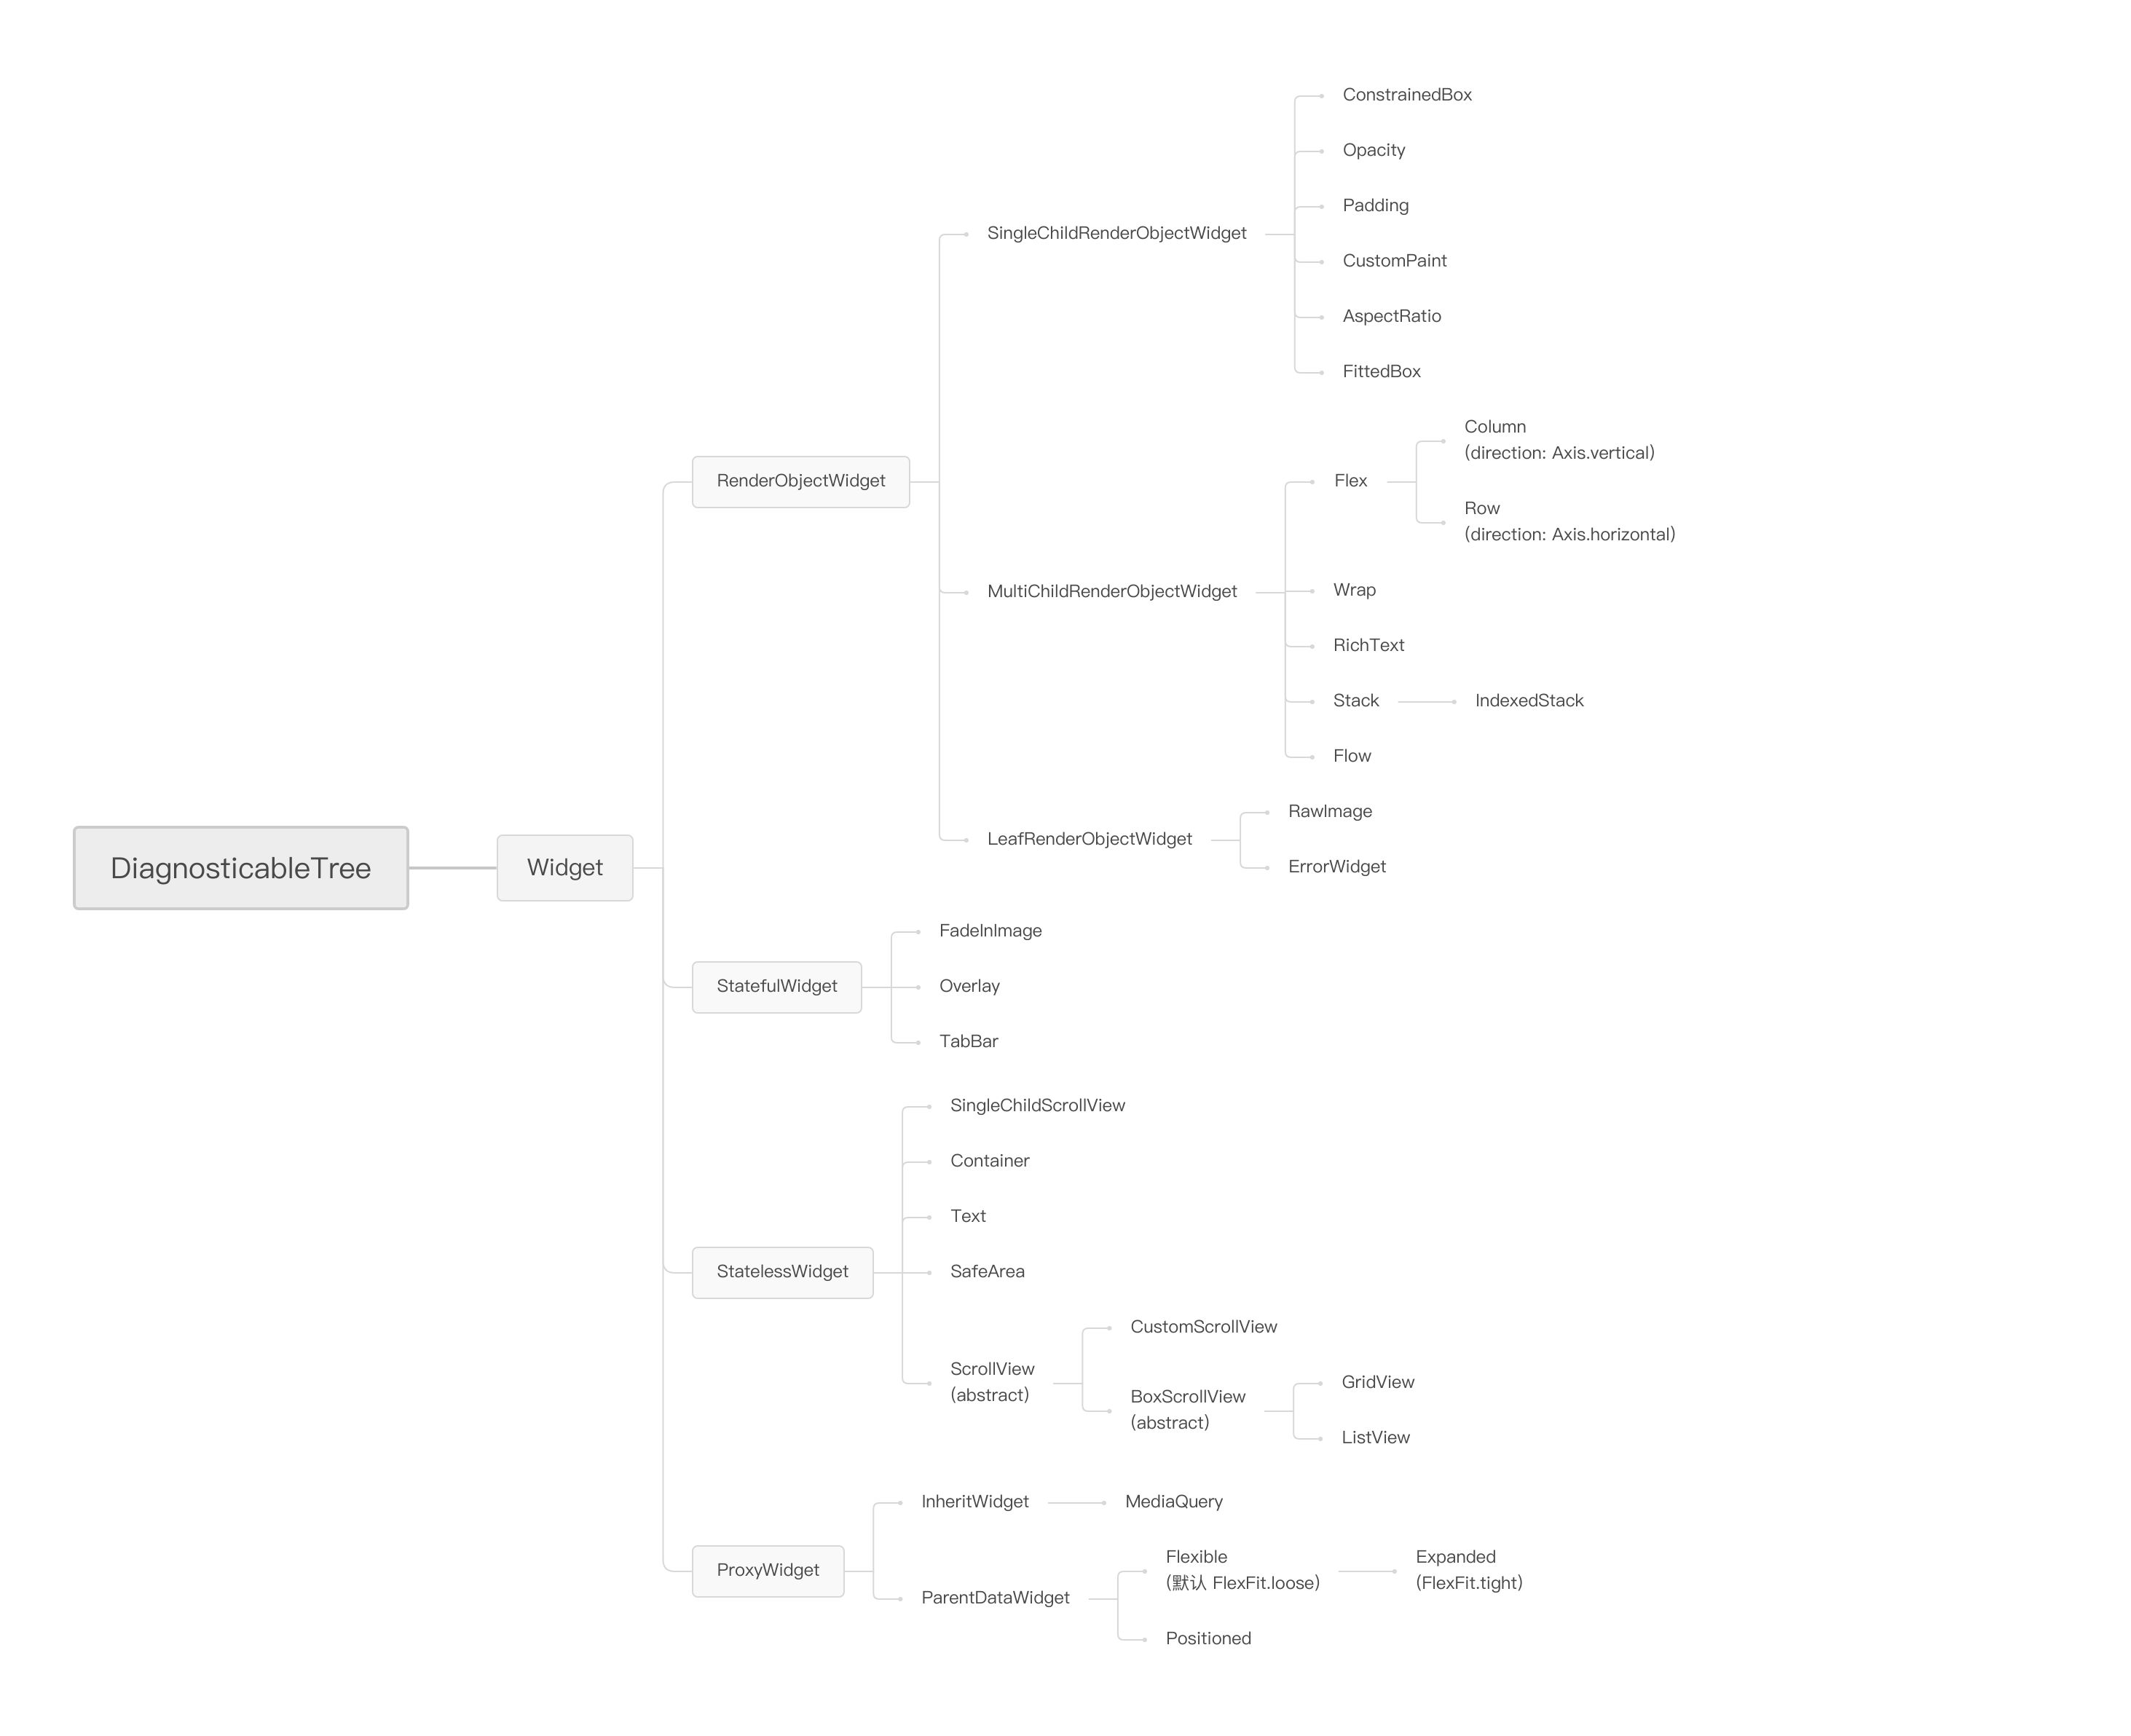 DiagnosticableTree
Widget
RenderObjectWidget
SingleChildRenderObjectWidget
ConstrainedBox
Opacity
Padding
CustomPaint
AspectRatio
FittedBox
MultiChildRenderObjectWidget
Flex
Column
(direction: Axis.vertical)
Row
(direction: Axis.horizontal)
Wrap
RichText
Stack
IndexedStack
Flow
LeafRenderObjectWidget
RawImage
ErrorWidget
StatefulWidget
FadeInImage
Overlay
TabBar
StatelessWidget
SingleChildScrollView
Container
Text
SafeArea
ScrollView
(abstract)
CustomScrollView
BoxScrollView
(abstract)
GridView
ListView
ProxyWidget
InheritWidget
MediaQuery
ParentDataWidget
Flexible
(默认 FlexFit.loose)
Expanded
(FlexFit.tight)
Positioned